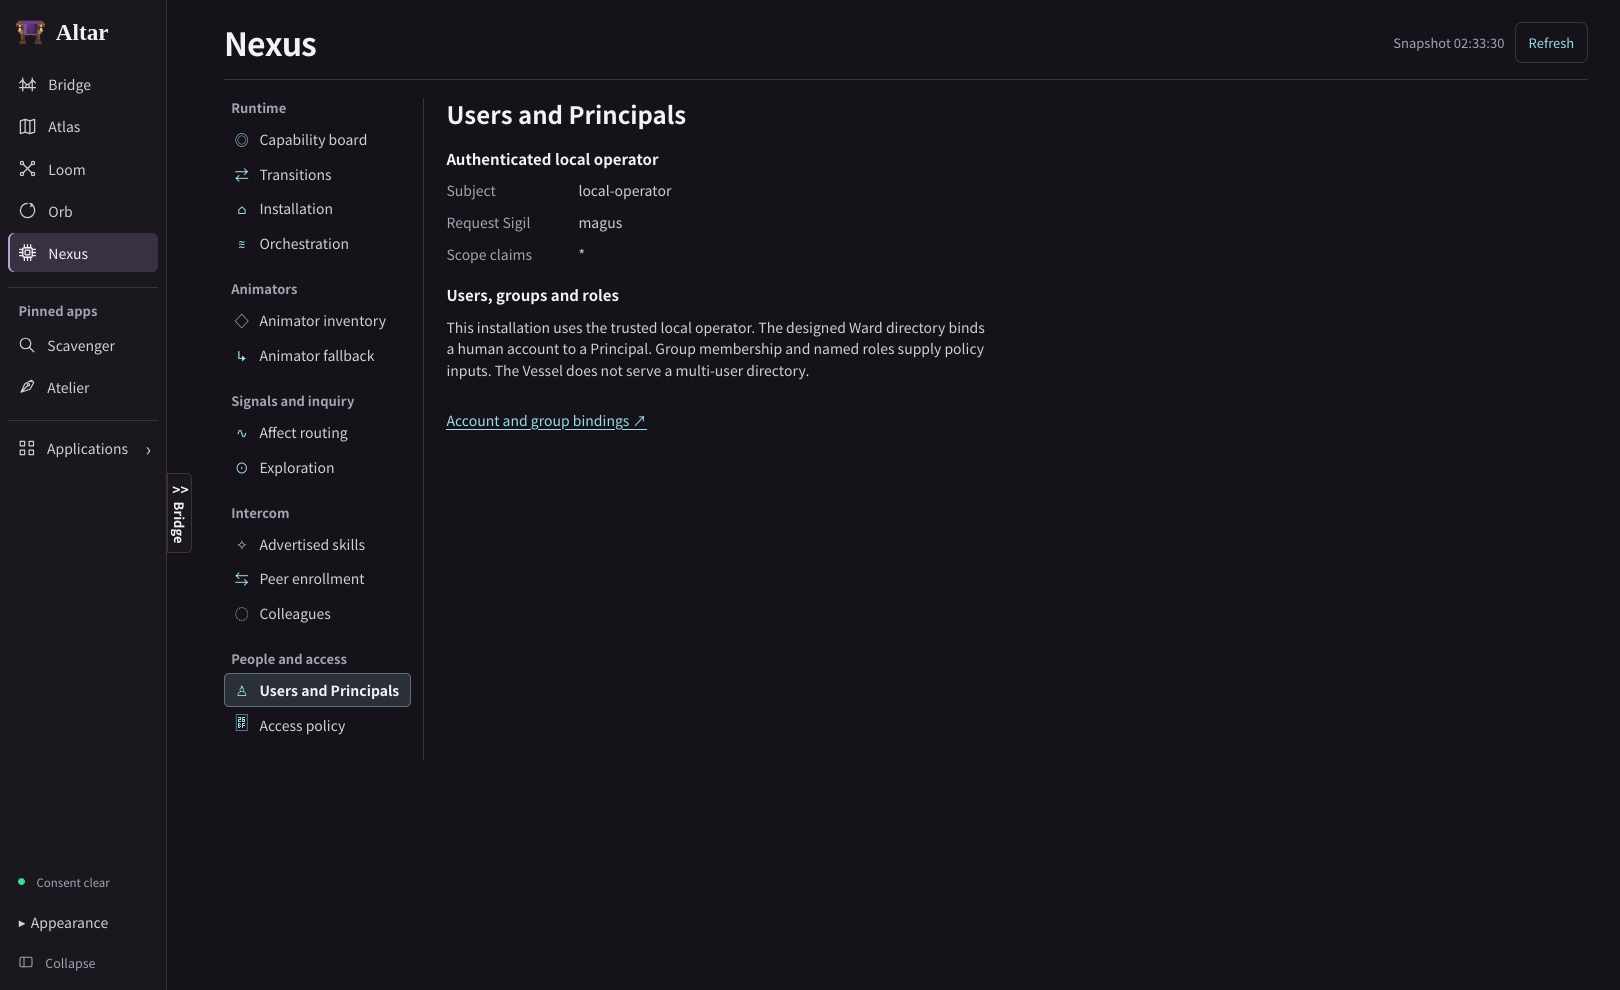 Altar
Bridge
Atlas
Loom
Orb
Nexus
Pinned apps
Scavenger
Atelier
Applications ›
>> Bridge
Consent clear
▸ Appearance
Collapse
Nexus
Snapshot 02:33:30
Refresh
Runtime
Capability board
Transitions
Installation
Orchestration
Animators
Animator inventory
Animator fallback
Signals and inquiry
Affect routing
Exploration
Intercom
Advertised skills
Peer enrollment
Colleagues
People and access
Users and Principals
Access policy
Users and Principals
Authenticated local operator
Subject local-operator
Request Sigil magus
Scope claims *
Users, groups and roles
This installation uses the trusted local operator. The designed Ward directory binds
a human account to a Principal. Group membership and named roles supply policy
inputs. The Vessel does not serve a multi-user directory.
Account and group bindings ↗